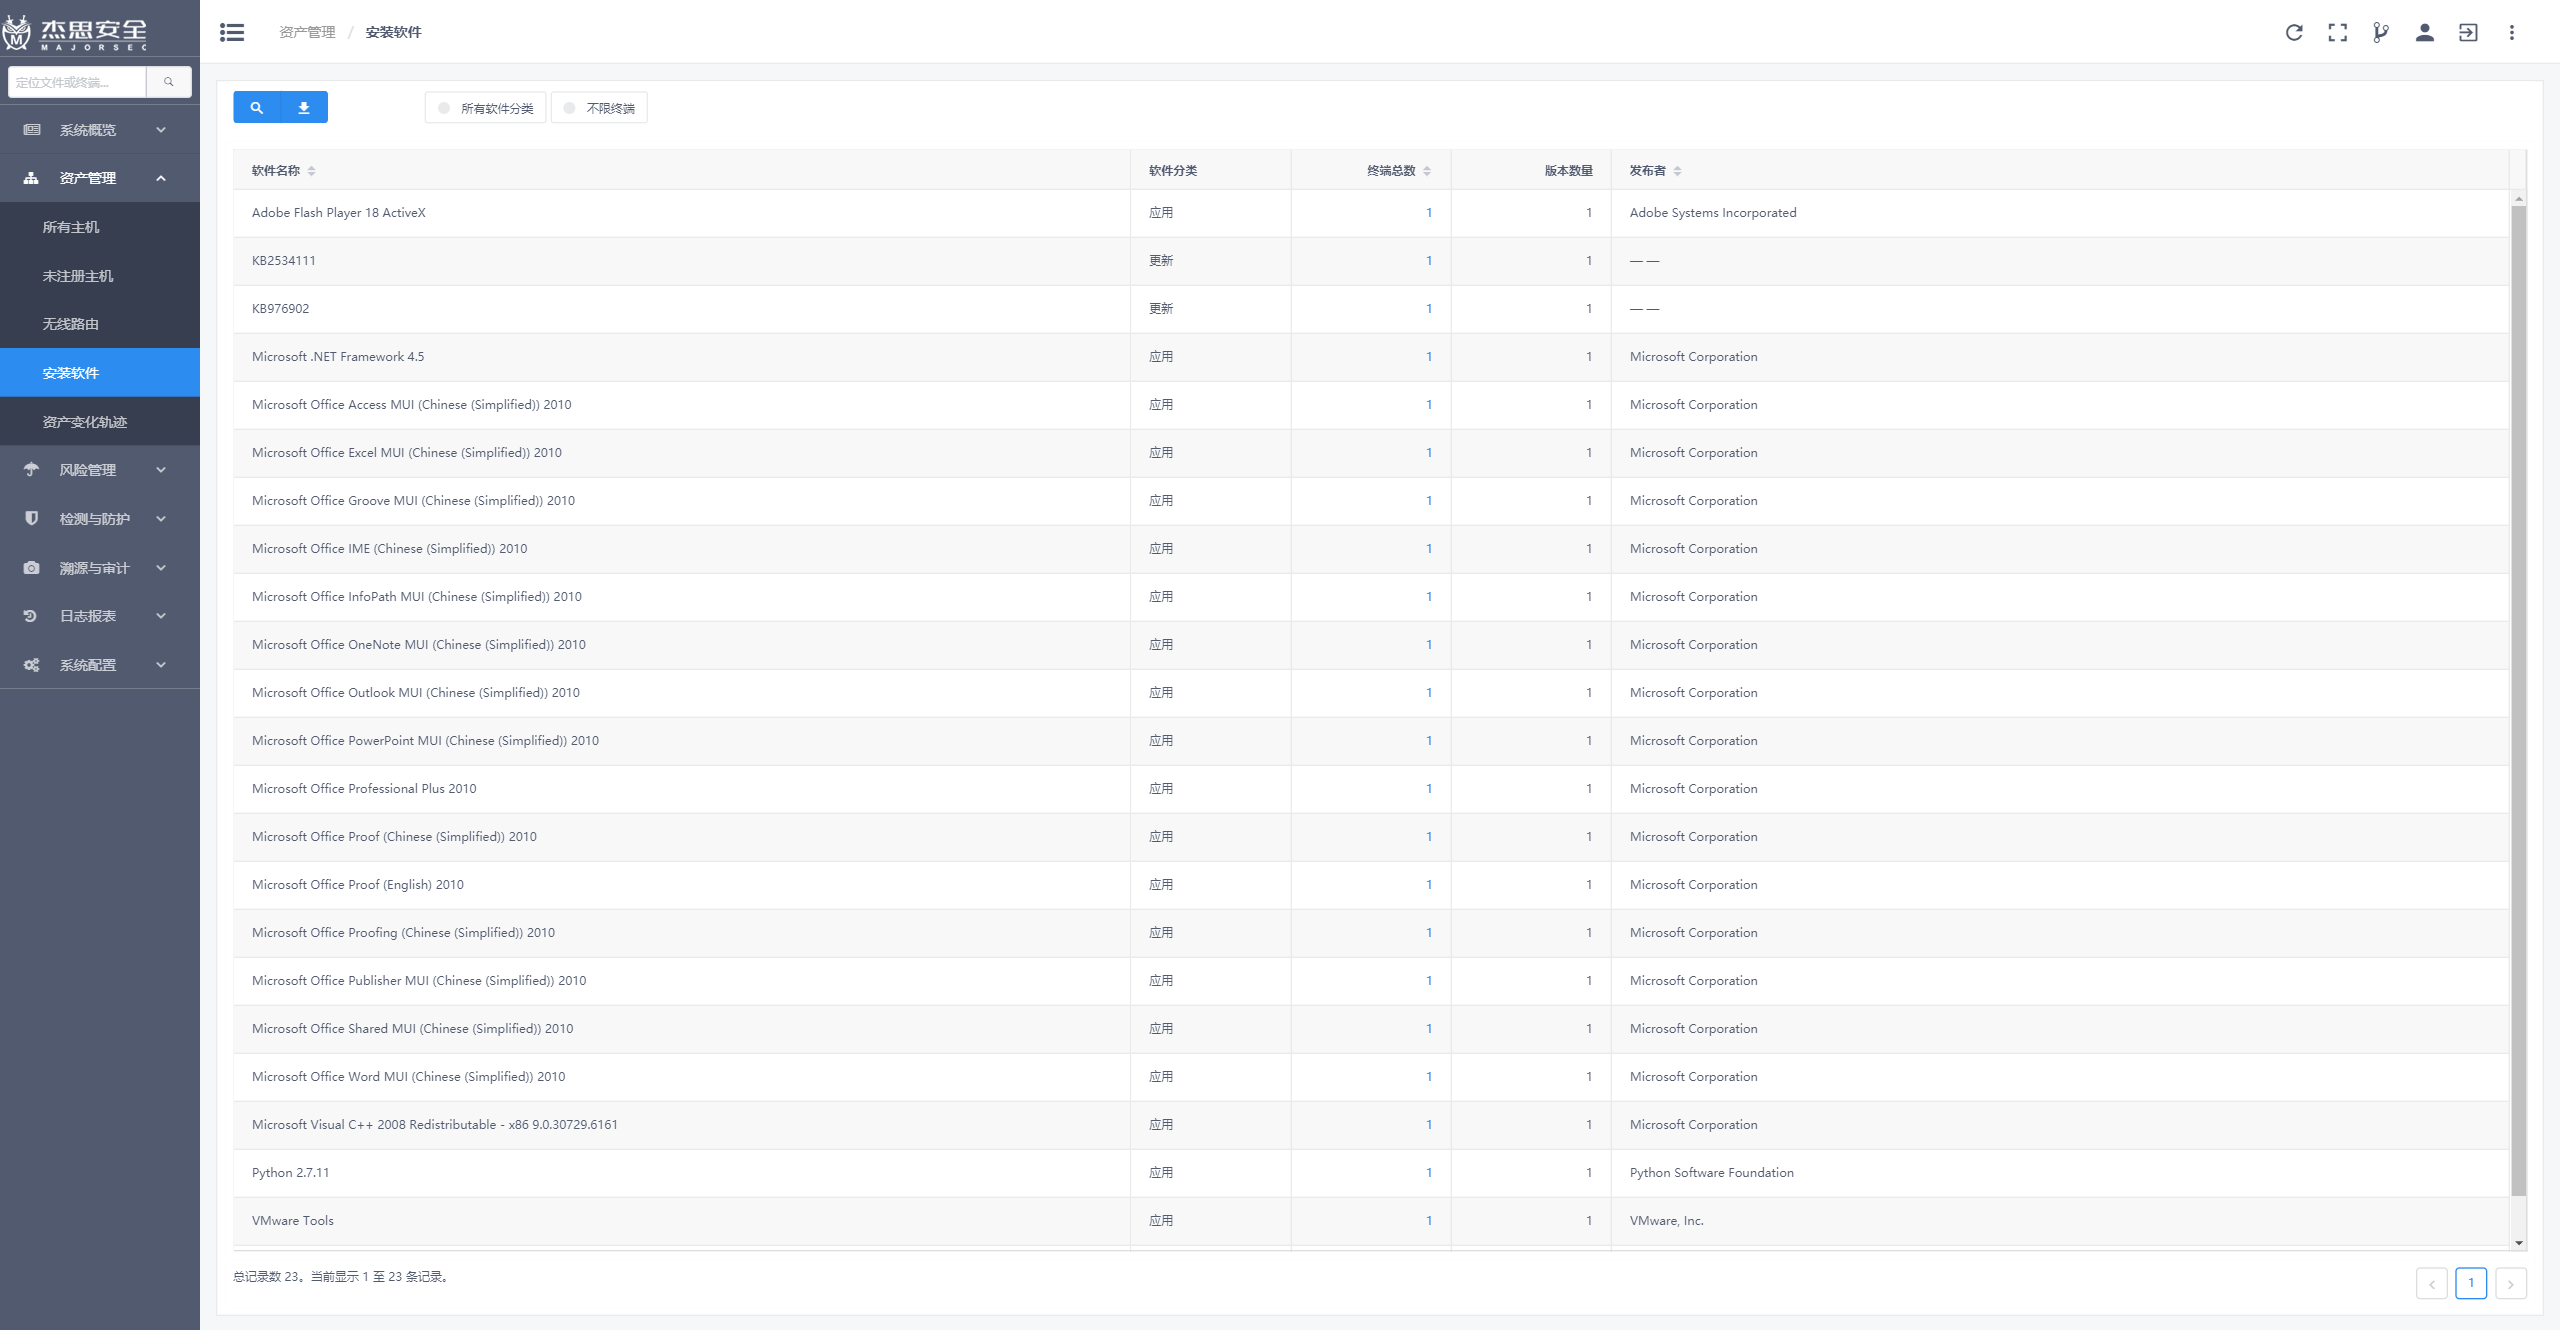 杰思安全
MAJORSEC
定位文件或终端...
系统概览
资产管理
所有主机
未注册主机
无线路由
安装软件
资产变化轨迹
风险管理
检测与防护
溯源与审计
日志报表
系统配置
资产管理 / 安装软件
所有软件分类 不限终端
软件名称 软件分类 终端总数 版本数量 发布者
Adobe Flash Player 18 ActiveX 应用 1 1 Adobe Systems Incorporated
KB2534111 更新 1 1 — —
KB976902 更新 1 1 — —
Microsoft .NET Framework 4.5 应用 1 1 Microsoft Corporation
Microsoft Office Access MUI (Chinese (Simplified)) 2010 应用 1 1 Microsoft Corporation
Microsoft Office Excel MUI (Chinese (Simplified)) 2010 应用 1 1 Microsoft Corporation
Microsoft Office Groove MUI (Chinese (Simplified)) 2010 应用 1 1 Microsoft Corporation
Microsoft Office IME (Chinese (Simplified)) 2010 应用 1 1 Microsoft Corporation
Microsoft Office InfoPath MUI (Chinese (Simplified)) 2010 应用 1 1 Microsoft Corporation
Microsoft Office OneNote MUI (Chinese (Simplified)) 2010 应用 1 1 Microsoft Corporation
Microsoft Office Outlook MUI (Chinese (Simplified)) 2010 应用 1 1 Microsoft Corporation
Microsoft Office PowerPoint MUI (Chinese (Simplified)) 2010 应用 1 1 Microsoft Corporation
Microsoft Office Professional Plus 2010 应用 1 1 Microsoft Corporation
Microsoft Office Proof (Chinese (Simplified)) 2010 应用 1 1 Microsoft Corporation
Microsoft Office Proof (English) 2010 应用 1 1 Microsoft Corporation
Microsoft Office Proofing (Chinese (Simplified)) 2010 应用 1 1 Microsoft Corporation
Microsoft Office Publisher MUI (Chinese (Simplified)) 2010 应用 1 1 Microsoft Corporation
Microsoft Office Shared MUI (Chinese (Simplified)) 2010 应用 1 1 Microsoft Corporation
Microsoft Office Word MUI (Chinese (Simplified)) 2010 应用 1 1 Microsoft Corporation
Microsoft Visual C++ 2008 Redistributable - x86 9.0.30729.6161 应用 1 1 Microsoft Corporation
Python 2.7.11 应用 1 1 Python Software Foundation
VMware Tools 应用 1 1 VMware, Inc.
总记录数 23。当前显示 1 至 23 条记录。
1